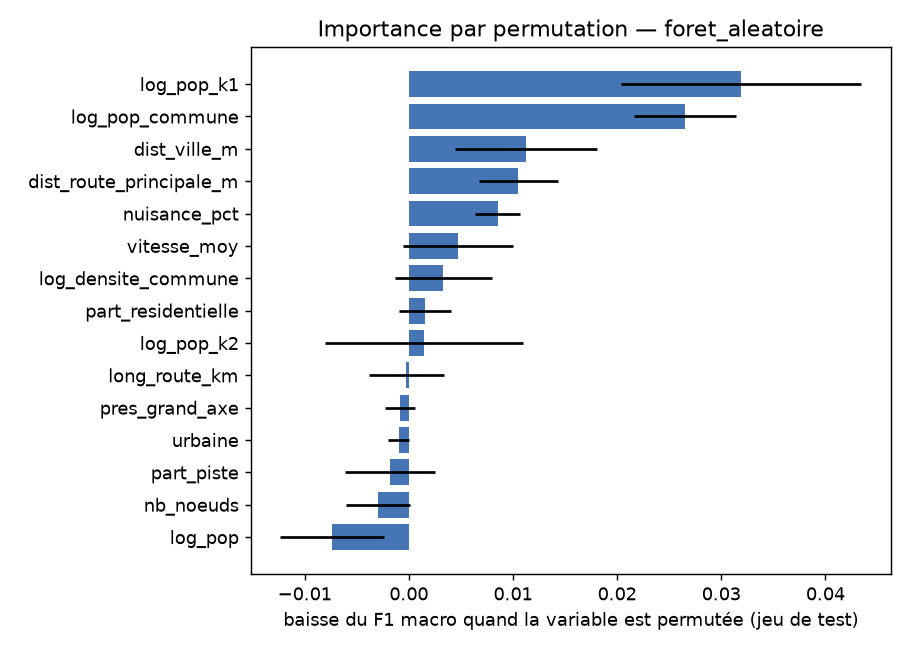 Importance par permutation — foret_aleatoire
log_pop_k1
log_pop_commune
dist_ville_m
dist_route_principale_m
nuisance_pct
vitesse_moy
log_densite_commune
part_residentielle
log_pop_k2
long_route_km
pres_grand_axe
urbaine
part_piste
nb_noeuds
log_pop
−0.01 0.00 0.01 0.02 0.03 0.04
baisse du F1 macro quand la variable est permutée (jeu de test)